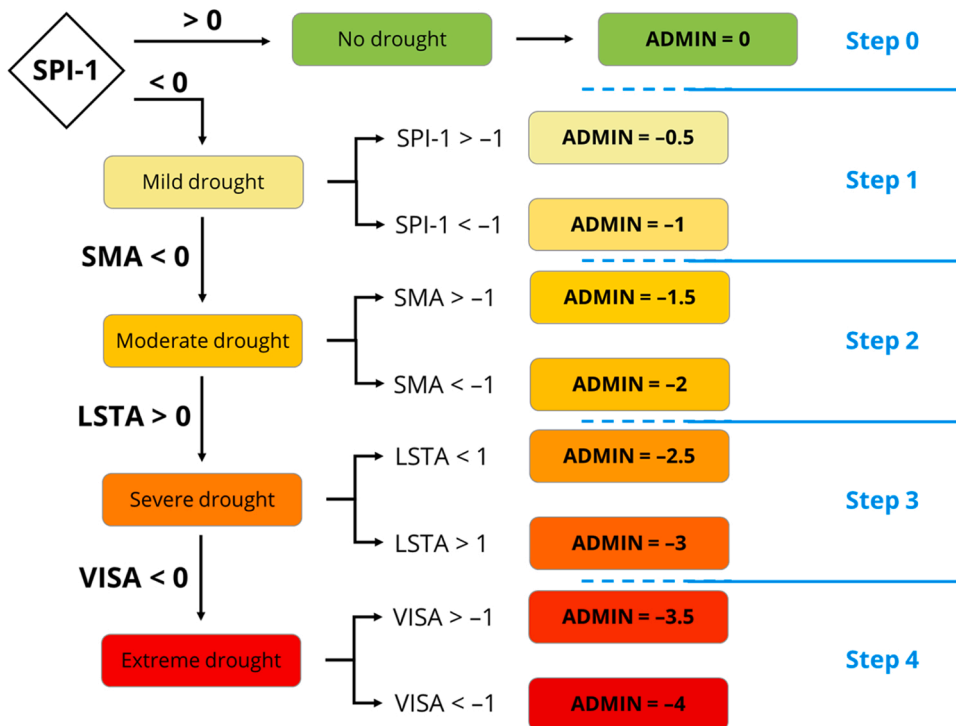 SPI-1
> 0
No drought
ADMIN = 0
Step 0
< 0
Mild drought
SPI-1 > –1
ADMIN = –0.5
SPI-1 < –1
ADMIN = –1
Step 1
SMA < 0
Moderate drought
SMA > –1
ADMIN = –1.5
SMA < –1
ADMIN = –2
Step 2
LSTA > 0
Severe drought
LSTA < 1
ADMIN = –2.5
LSTA > 1
ADMIN = –3
Step 3
VISA < 0
Extreme drought
VISA > –1
ADMIN = –3.5
VISA < –1
ADMIN = –4
Step 4